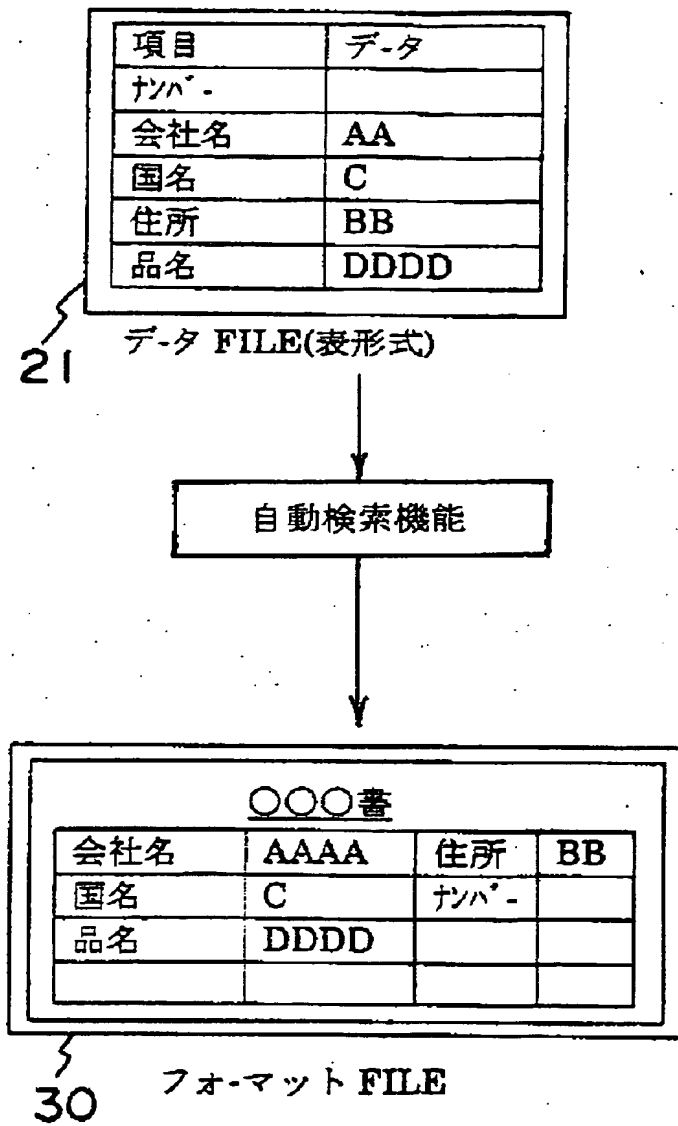 項目 データ
ナンバー
会社名 AA
国名 C
住所 BB
品名 DDDD
21
データ FILE(表形式)
自動検索機能
○○○書
会社名 AAAA 住所 BB
国名 C ナンバー
品名 DDDD
30
フォーマット FILE